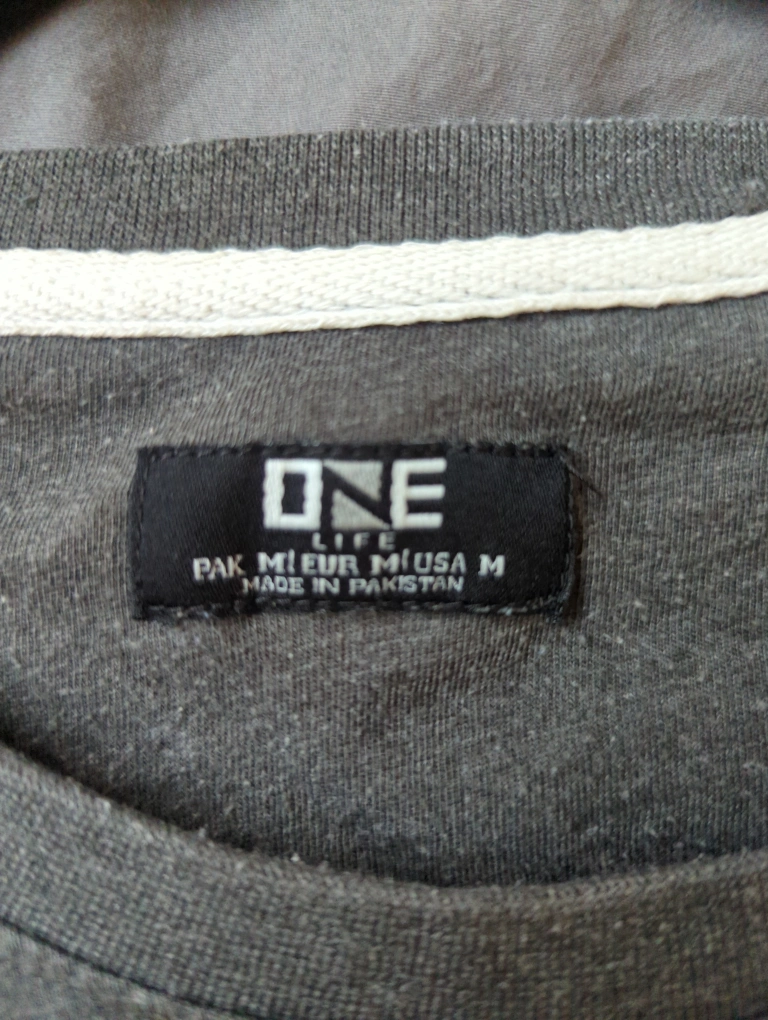 ONE
LIFE
PAK M | EUR M | USA M
MADE IN PAKISTAN